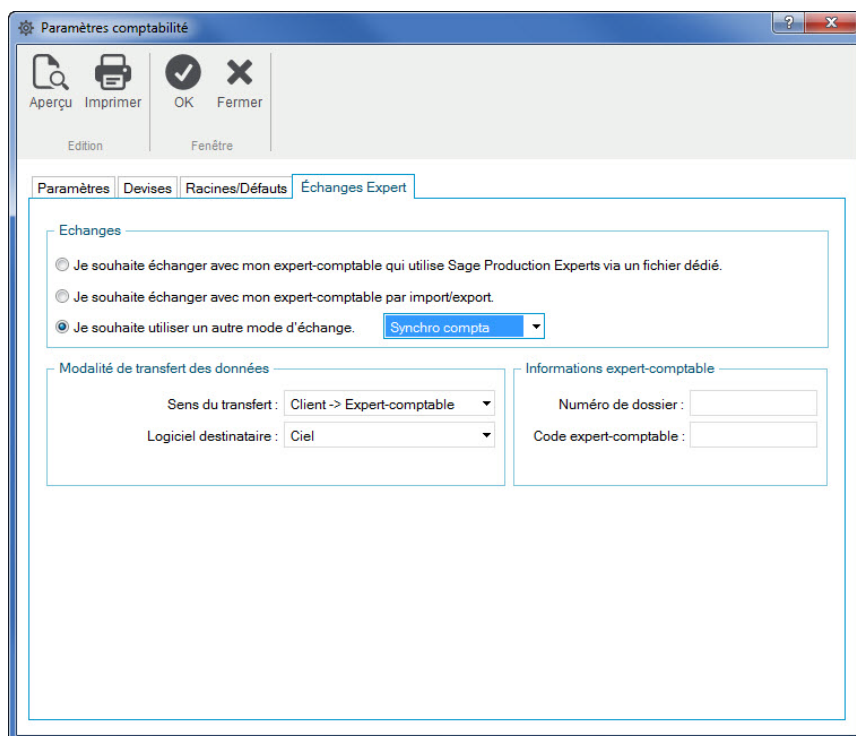 Paramètres comptabilité
?
Aperçu Imprimer OK Fermer
Edition Fenêtre
Paramètres Devises Racines/Défauts Échanges Expert
Echanges
Je souhaite échanger avec mon expert-comptable qui utilise Sage Production Experts via un fichier dédié.
Je souhaite échanger avec mon expert-comptable par import/export.
Je souhaite utiliser un autre mode d'échange. Synchro compta
Modalité de transfert des données
Sens du transfert : Client -> Expert-comptable
Logiciel destinataire : Ciel
Informations expert-comptable
Numéro de dossier :
Code expert-comptable :